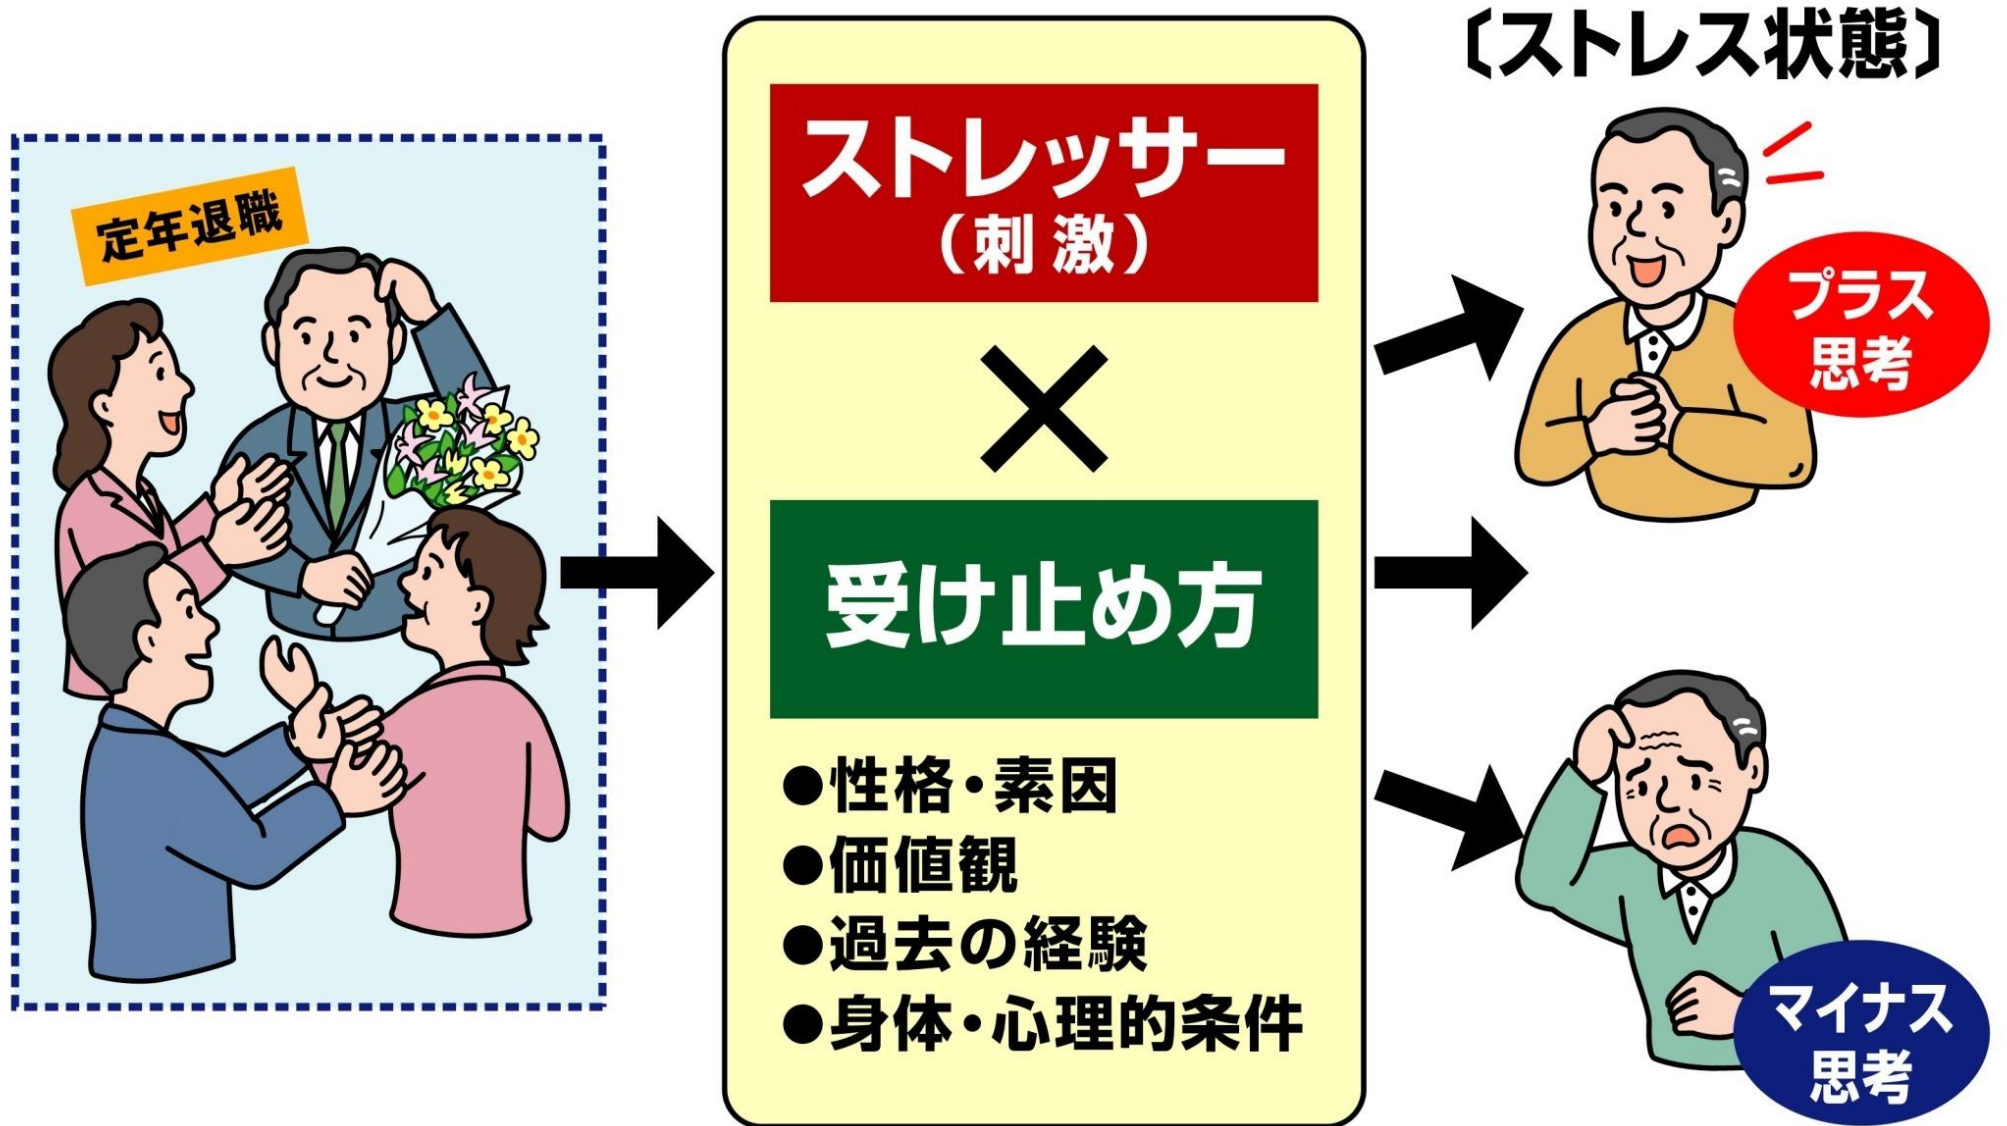 定年退職
ストレッサー
（刺激）
×
受け止め方
●性格・素因
●価値観
●過去の経験
●身体・心理的条件
〔ストレス状態〕
プラス
思考
マイナス
思考